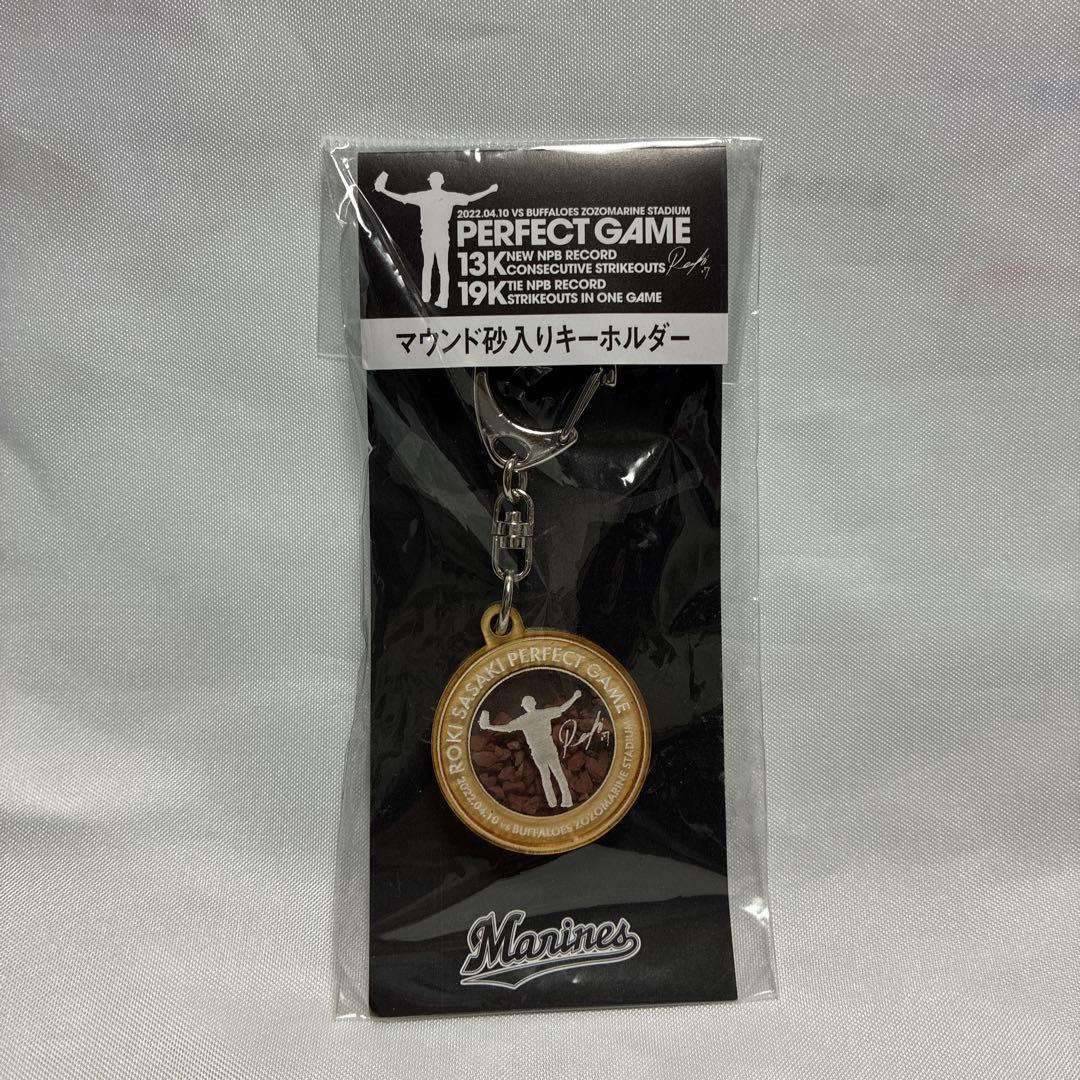 2022.04.10 VS BUFFALOES ZOZOMARINE STADIUM
PERFECT GAME
13K NEW NPB RECORD
CONSECUTIVE STRIKEOUTS
19K TIE NPB RECORD
STRIKEOUTS IN ONE GAME
マウンド砂入りキーホルダー
ROKI SASAKI PERFECT GAME
2022.04.10 vs BUFFALOES ZOZOMARINE STADIUM
Marines